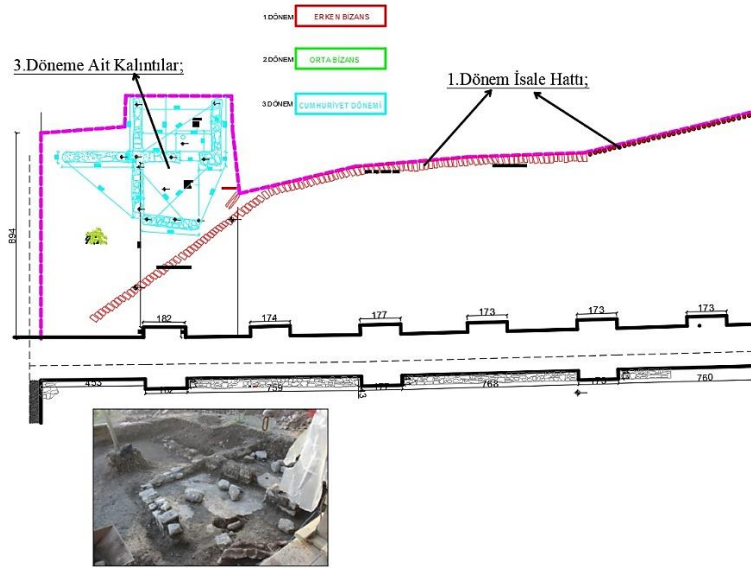 1.DÖNEM ERKEN BİZANS
2.DÖNEM ORTA BİZANS
3.DÖNEM CUMHURİYET DÖNEMİ
3.Döneme Ait Kalıntılar;
1.Dönem İsale Hattı;
894
182 174 177 173 173 173
453 759 768 760